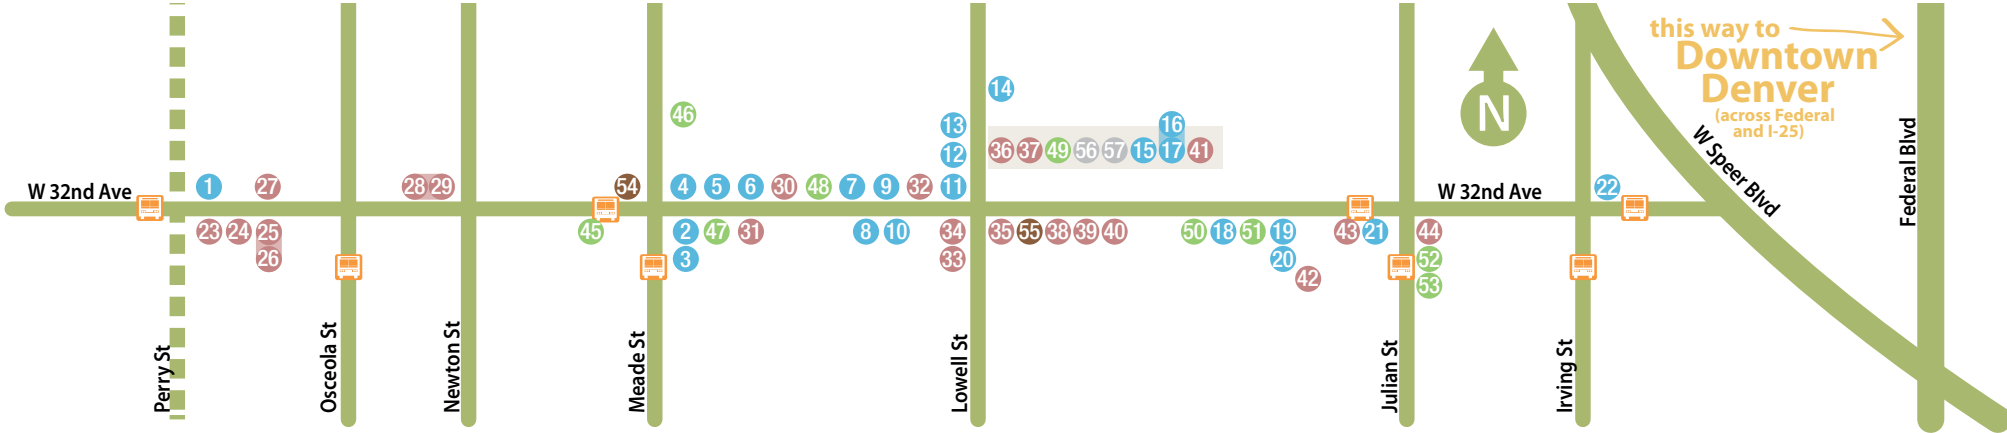 this way to
Downtown
Denver
(across Federal
and I-25)
N
14
46
13
16
12
36 37 49 56 57 15 17 41
W 32nd Ave
1 27 28 29 54 4 5 6 30 48 7 9 32 11
W 32nd Ave
22
23 24 25 45 2 47 31 8 10 34 35 55 38 39 40 50 18 51 19 43 21 44
26 3 33 20 52
42
53
Perry St
Osceola St
Newton St
Meade St
Lowell St
Julian St
Irving St
W Speer Blvd
Federal Blvd